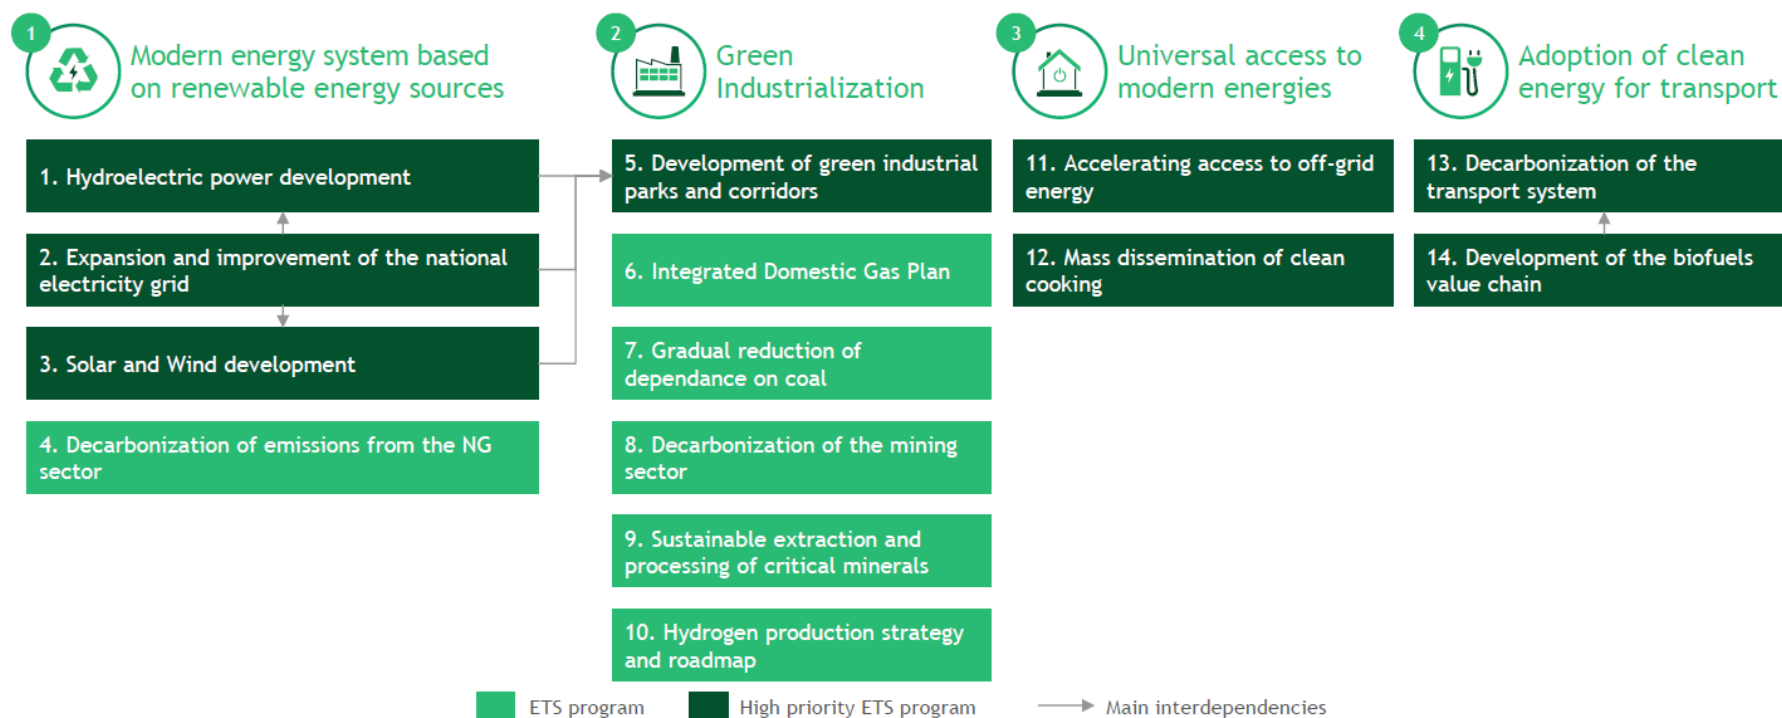 1
Modern energy system based
on renewable energy sources
1. Hydroelectric power development
2. Expansion and improvement of the national
electricity grid
3. Solar and Wind development
4. Decarbonization of emissions from the NG
sector
2
Green
Industrialization
5. Development of green industrial
parks and corridors
6. Integrated Domestic Gas Plan
7. Gradual reduction of
dependance on coal
8. Decarbonization of the mining
sector
9. Sustainable extraction and
processing of critical minerals
10. Hydrogen production strategy
and roadmap
3
Universal access to
modern energies
11. Accelerating access to off-grid
energy
12. Mass dissemination of clean
cooking
4
Adoption of clean
energy for transport
13. Decarbonization of the
transport system
14. Development of the biofuels
value chain
ETS program
High priority ETS program
Main interdependencies